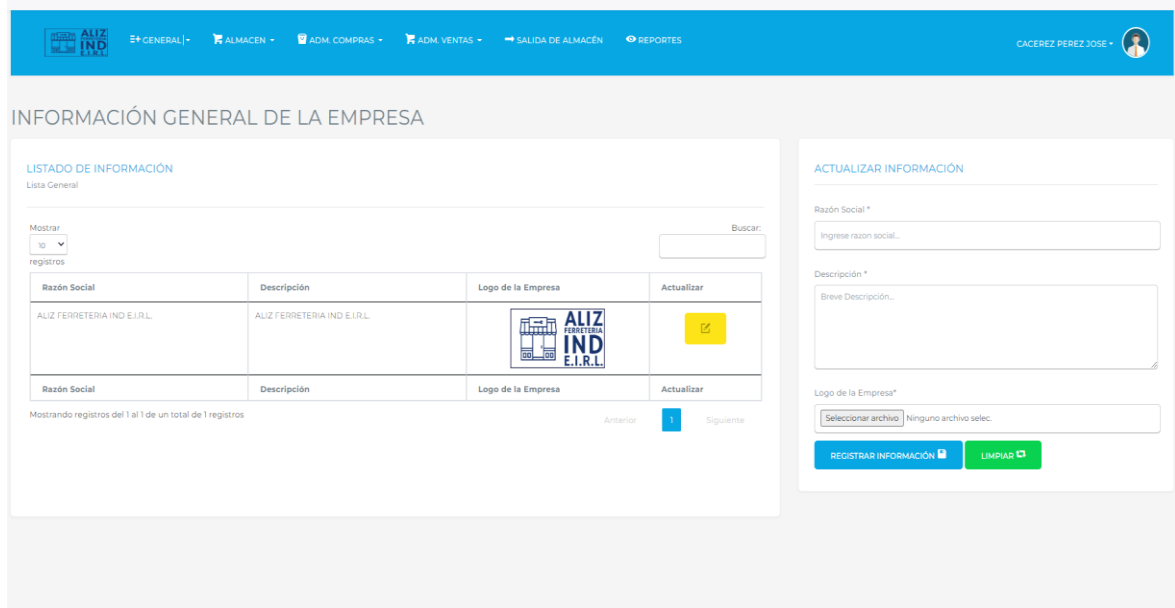 ALIZ
FERRETERIA
IND
E.I.R.L.
GENERAL
ALMACEN
ADM. COMPRAS
ADM. VENTAS
SALIDA DE ALMACÉN
REPORTES
CACEREZ PEREZ JOSE
INFORMACIÓN GENERAL DE LA EMPRESA
LISTADO DE INFORMACIÓN
Lista General
Mostrar
10
registros
Buscar:
Razón Social Descripción Logo de la Empresa Actualizar
ALIZ FERRETERIA IND E.I.R.L. ALIZ FERRETERIA IND E.I.R.L.
ALIZ
FERRETERIA
IND
E.I.R.L.
Razón Social Descripción Logo de la Empresa Actualizar
Mostrando registros del 1 al 1 de un total de 1 registros
Anterior 1 Siguiente
ACTUALIZAR INFORMACIÓN
Razón Social *
Ingrese razon social...
Descripción *
Breve Descripción...
Logo de la Empresa*
Seleccionar archivo Ninguno archivo selec.
REGISTRAR INFORMACIÓN LIMPIAR